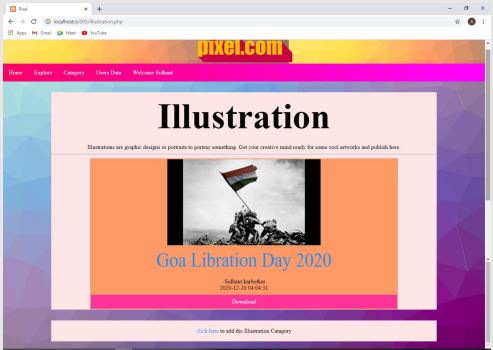 Pixel
localhost/pl305/illustration.php
Apps Gmail Meet YouTube
pixel.com
Home Explore Catagory Users Data Welcome Sidhant
Illustration
Illustrations are graphic designs or portraits to portray something. Get your creative mind ready for some cool artworks and publish here.
Goa Libration Day 2020
-Sidhant karbotkar
2020-12-20 04:04:31
Download
click here to add the Illustration Catagory